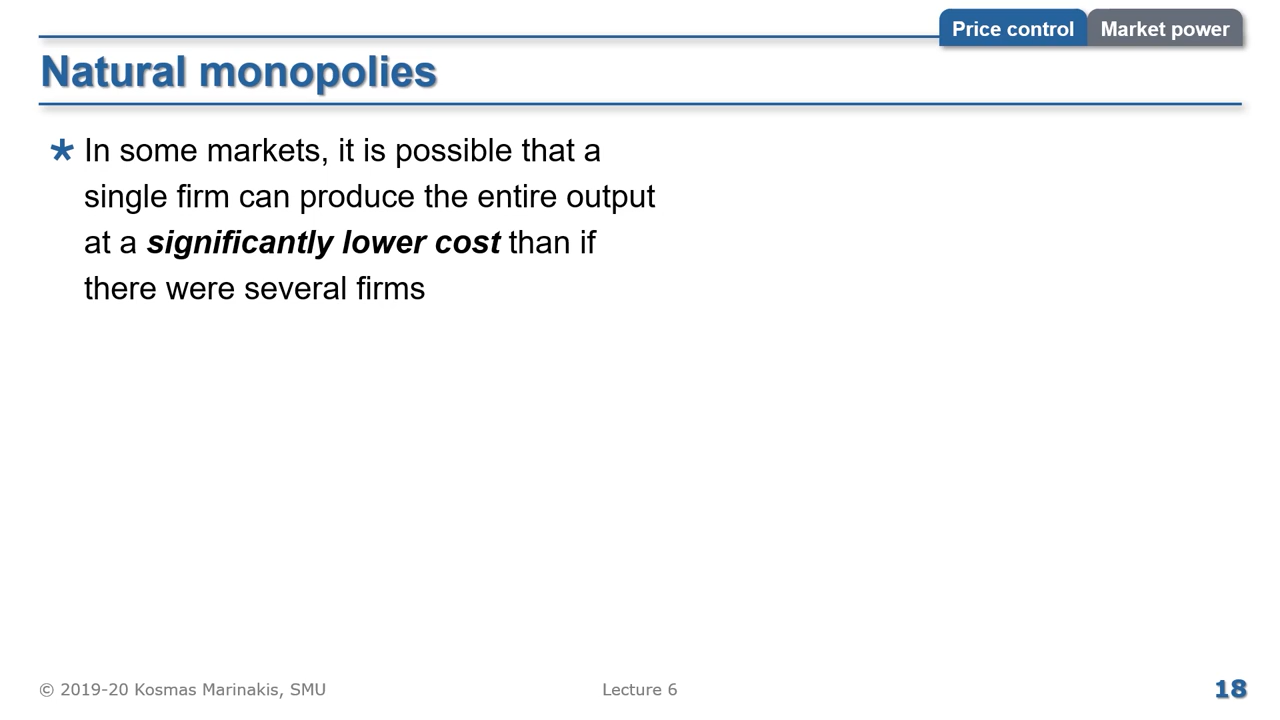 Price control Market power
Natural monopolies
* In some markets, it is possible that a
single firm can produce the entire output
at a significantly lower cost than if
there were several firms
© 2019-20 Kosmas Marinakis, SMU Lecture 6 18